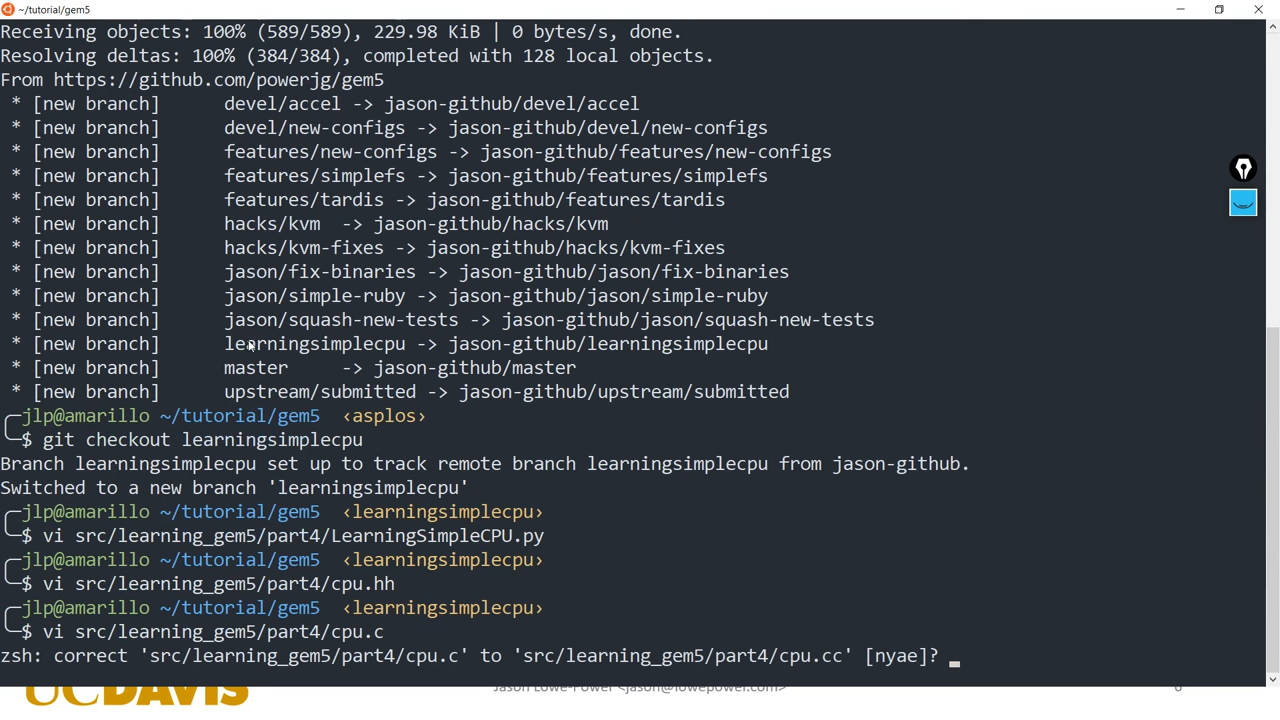 ~/tutorial/gem5
Receiving objects: 100% (589/589), 229.98 KiB | 0 bytes/s, done.
Resolving deltas: 100% (384/384), completed with 128 local objects.
From https://github.com/powerjg/gem5
 * [new branch]      devel/accel -> jason-github/devel/accel
 * [new branch]      devel/new-configs -> jason-github/devel/new-configs
 * [new branch]      features/new-configs -> jason-github/features/new-configs
 * [new branch]      features/simplefs -> jason-github/features/simplefs
 * [new branch]      features/tardis -> jason-github/features/tardis
 * [new branch]      hacks/kvm  -> jason-github/hacks/kvm
 * [new branch]      hacks/kvm-fixes -> jason-github/hacks/kvm-fixes
 * [new branch]      jason/fix-binaries -> jason-github/jason/fix-binaries
 * [new branch]      jason/simple-ruby -> jason-github/jason/simple-ruby
 * [new branch]      jason/squash-new-tests -> jason-github/jason/squash-new-tests
 * [new branch]      learningsimplecpu -> jason-github/learningsimplecpu
 * [new branch]      master     -> jason-github/master
 * [new branch]      upstream/submitted -> jason-github/upstream/submitted
╭─jlp@amarillo ~/tutorial/gem5  ‹asplos›
╰─$ git checkout learningsimplecpu
Branch learningsimplecpu set up to track remote branch learningsimplecpu from jason-github.
Switched to a new branch 'learningsimplecpu'
╭─jlp@amarillo ~/tutorial/gem5  ‹learningsimplecpu›
╰─$ vi src/learning_gem5/part4/LearningSimpleCPU.py
╭─jlp@amarillo ~/tutorial/gem5  ‹learningsimplecpu›
╰─$ vi src/learning_gem5/part4/cpu.hh
╭─jlp@amarillo ~/tutorial/gem5  ‹learningsimplecpu›
╰─$ vi src/learning_gem5/part4/cpu.c
zsh: correct 'src/learning_gem5/part4/cpu.c' to 'src/learning_gem5/part4/cpu.cc' [nyae]? _
UCDAVIS
Jason Lowe-Power <jason@lowepower.com>